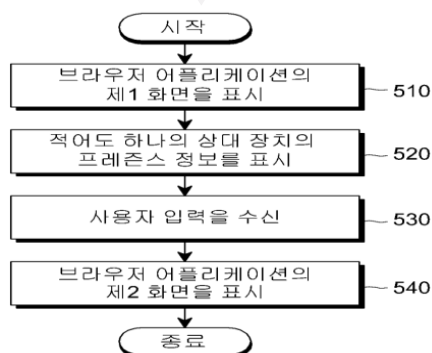 시작
브라우저 어플리케이션의
제1 화면을 표시
510
적어도 하나의 상대 장치의
프레즌스 정보를 표시
520
사용자 입력을 수신
530
브라우저 어플리케이션의
제2 화면을 표시
540
종료